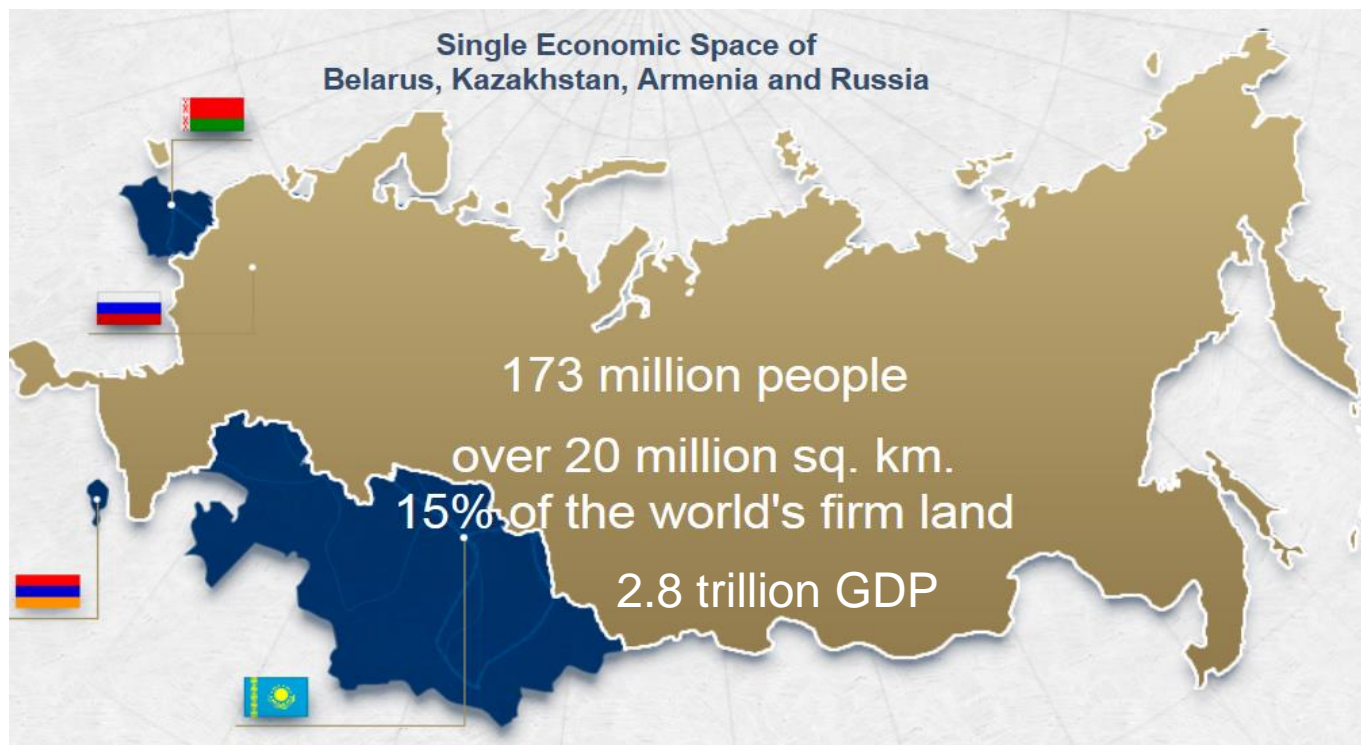 Single Economic Space of
Belarus, Kazakhstan, Armenia and Russia
173 million people
over 20 million sq. km.
15% of the world's firm land
2.8 trillion GDP